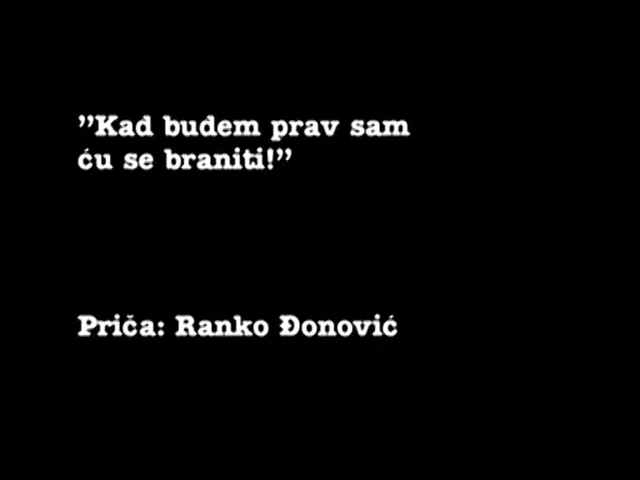 ”Kad budem prav sam
ću se braniti!”
Priča: Ranko Đonović